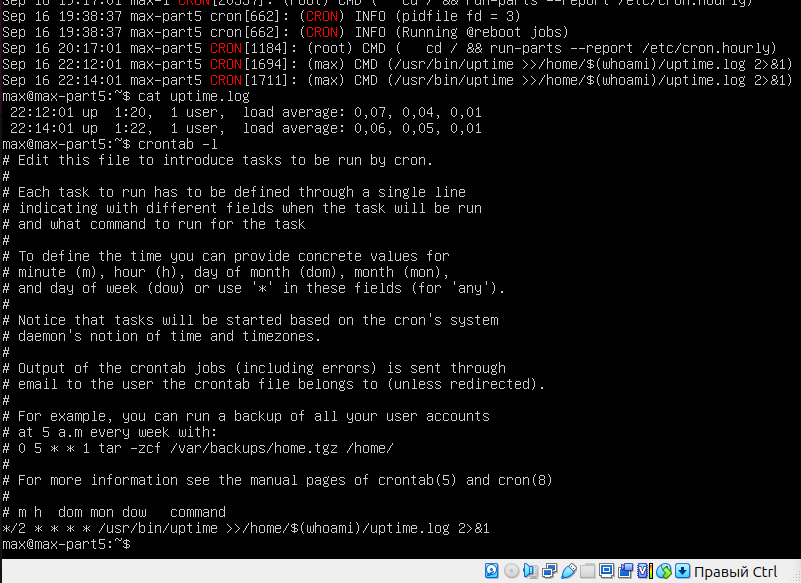 Sep 16 19:17:01 max-1 CRON[20357]: (root) CMD (   cd / && run-parts --report /etc/cron.hourly)
Sep 16 19:38:37 max-part5 cron[662]: (CRON) INFO (pidfile fd = 3)
Sep 16 19:38:37 max-part5 cron[662]: (CRON) INFO (Running @reboot jobs)
Sep 16 20:17:01 max-part5 CRON[1184]: (root) CMD (   cd / && run-parts --report /etc/cron.hourly)
Sep 16 22:12:01 max-part5 CRON[1694]: (max) CMD (/usr/bin/uptime >>/home/$(whoami)/uptime.log 2>&1)
Sep 16 22:14:01 max-part5 CRON[1711]: (max) CMD (/usr/bin/uptime >>/home/$(whoami)/uptime.log 2>&1)
max@max-part5:~$ cat uptime.log
 22:12:01 up  1:20,  1 user,  load average: 0,07, 0,04, 0,01
 22:14:01 up  1:22,  1 user,  load average: 0,06, 0,05, 0,01
max@max-part5:~$ crontab -l
# Edit this file to introduce tasks to be run by cron.
#
# Each task to run has to be defined through a single line
# indicating with different fields when the task will be run
# and what command to run for the task
#
# To define the time you can provide concrete values for
# minute (m), hour (h), day of month (dom), month (mon),
# and day of week (dow) or use '*' in these fields (for 'any').
#
# Notice that tasks will be started based on the cron's system
# daemon's notion of time and timezones.
#
# Output of the crontab jobs (including errors) is sent through
# email to the user the crontab file belongs to (unless redirected).
#
# For example, you can run a backup of all your user accounts
# at 5 a.m every week with:
# 0 5 * * 1 tar -zcf /var/backups/home.tgz /home/
#
# For more information see the manual pages of crontab(5) and cron(8)
#
# m h  dom mon dow   command
*/2 * * * * /usr/bin/uptime >>/home/$(whoami)/uptime.log 2>&1
max@max-part5:~$
Правый Ctrl